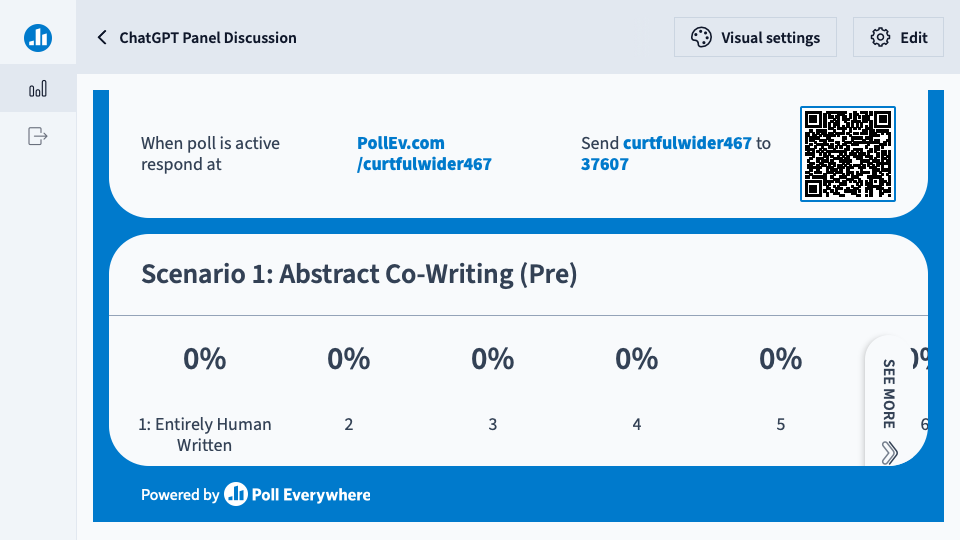 ChatGPT Panel Discussion
Visual settings
Edit
When poll is active
respond at
PollEv.com
/curtfulwider467
Send curtfulwider467 to
37607
Scenario 1: Abstract Co-Writing (Pre)
0%
0%
0%
0%
0%
1: Entirely Human
Written
2
3
4
5
6
SEE MORE
Powered by Poll Everywhere